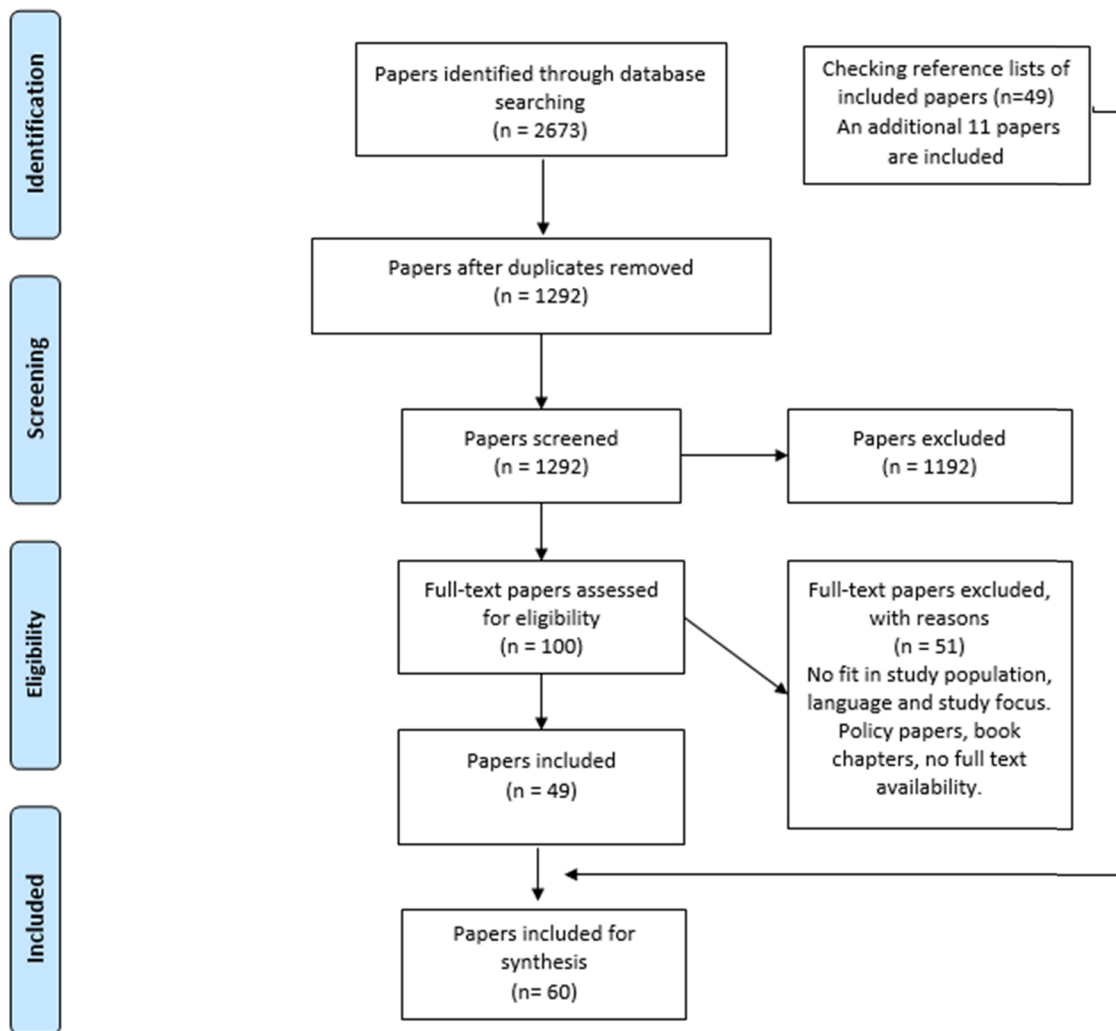 Identification
Papers identified through database
searching
(n = 2673)
Checking reference lists of
included papers (n=49)
An additional 11 papers
are included
Papers after duplicates removed
(n = 1292)
Screening
Papers screened
(n = 1292)
Papers excluded
(n = 1192)
Eligibility
Full-text papers assessed
for eligibility
(n = 100)
Full-text papers excluded,
with reasons
(n = 51)
No fit in study population,
language and study focus.
Policy papers, book
chapters, no full text
availability.
Papers included
(n = 49)
Included
Papers included for
synthesis
(n= 60)